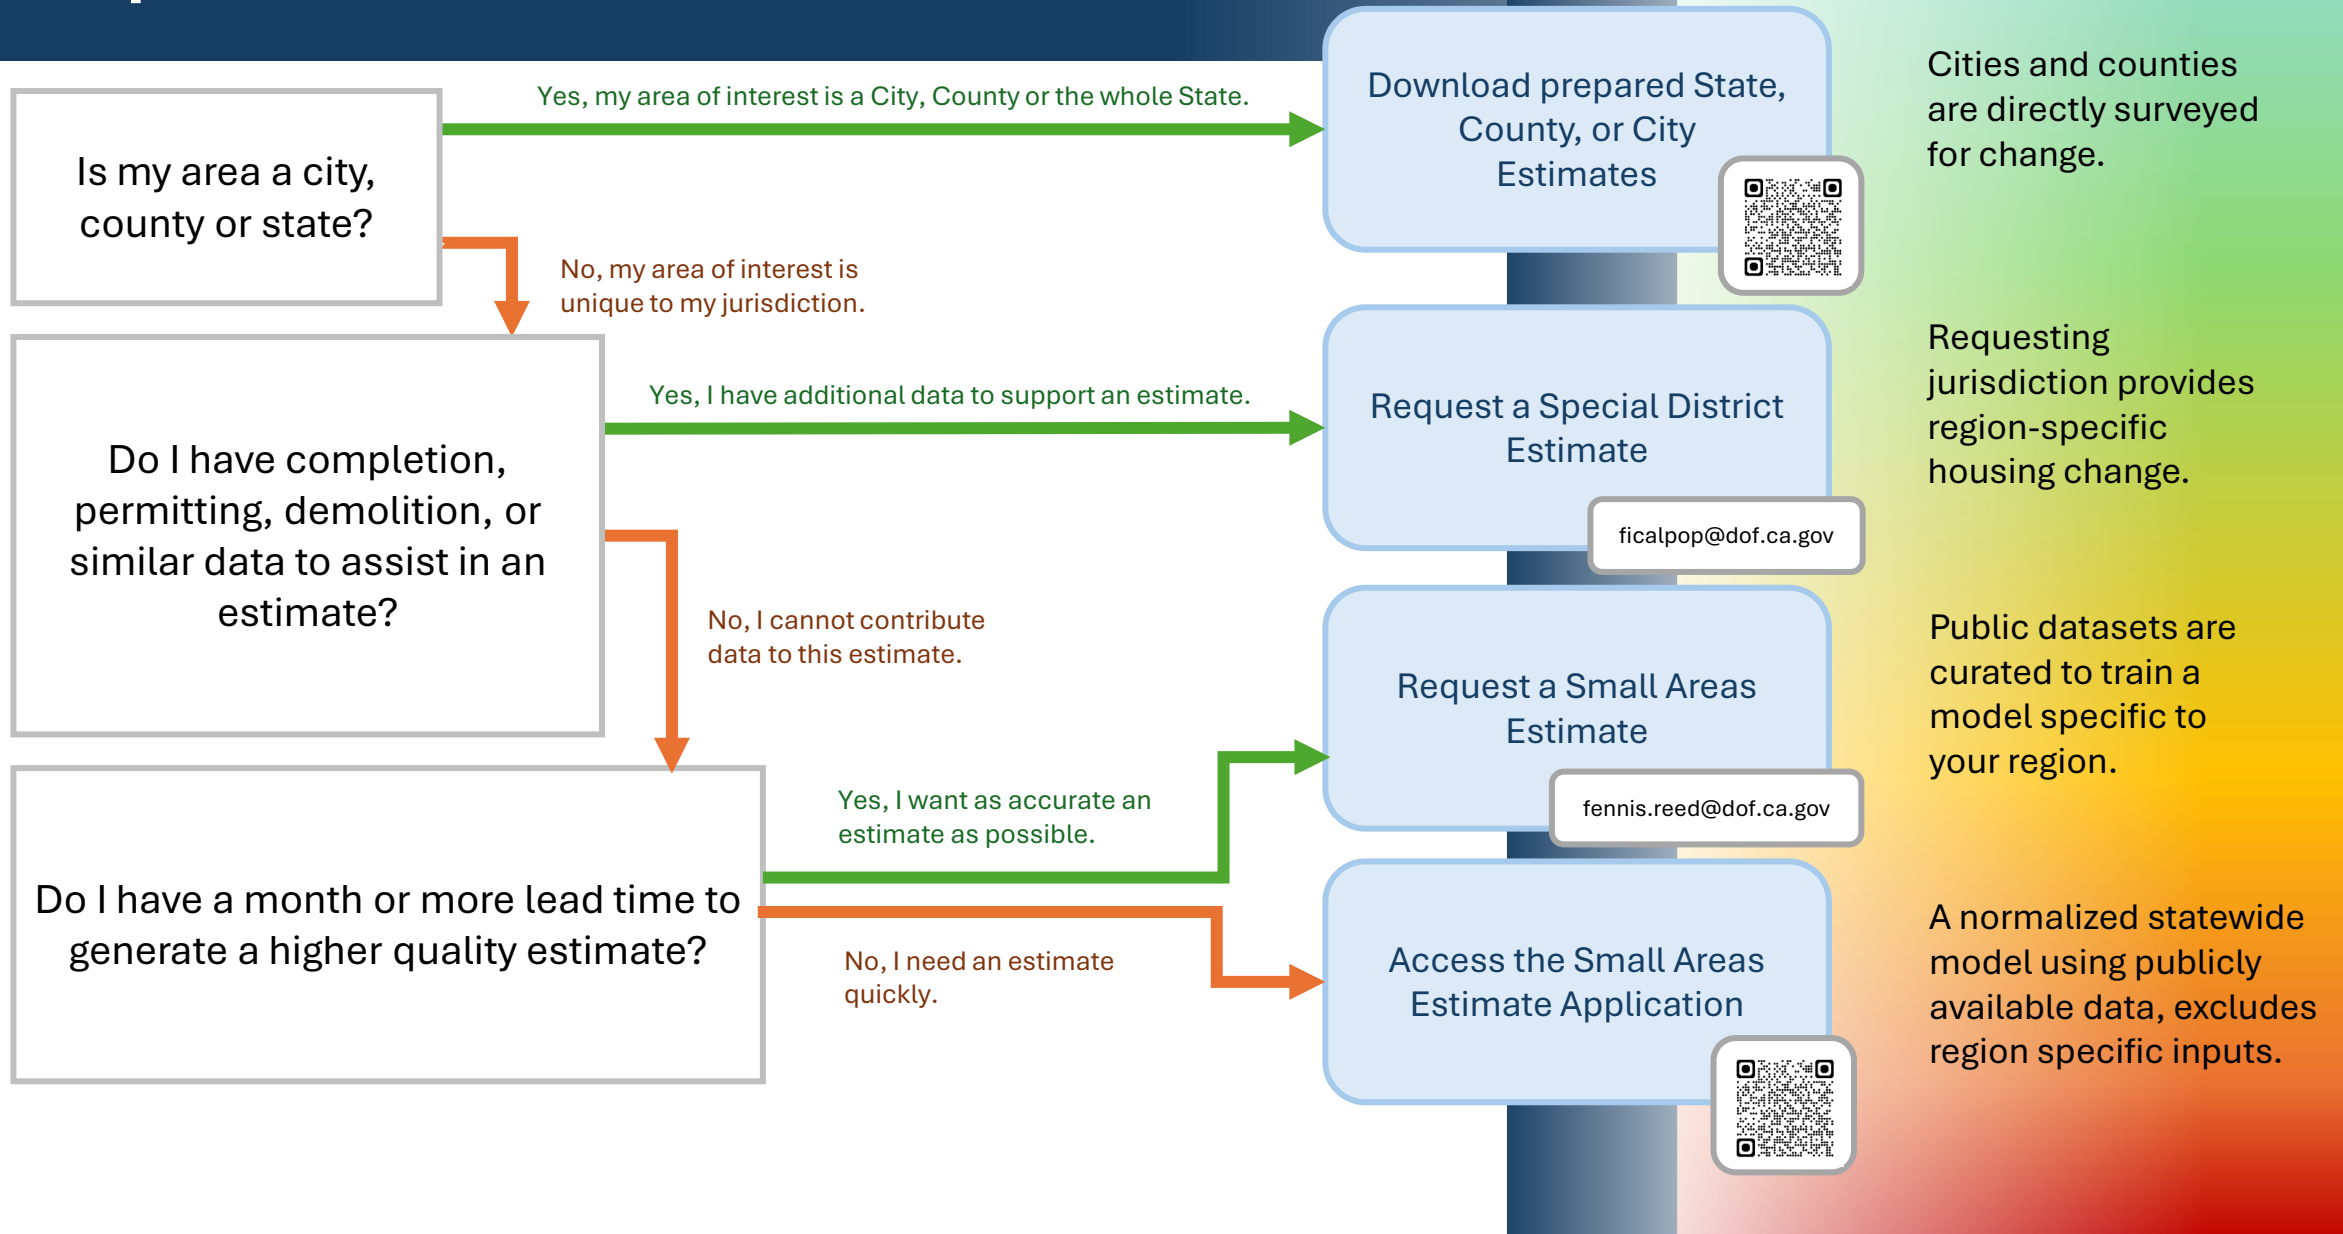 Is my area a city,
county or state?
Yes, my area of interest is a City, County or the whole State.
Download prepared State,
County, or City
Estimates
Cities and counties
are directly surveyed
for change.
No, my area of interest is
unique to my jurisdiction.
Do I have completion,
permitting, demolition, or
similar data to assist in an
estimate?
Yes, I have additional data to support an estimate.
Request a Special District
Estimate
ficalpop@dof.ca.gov
Requesting
jurisdiction provides
region-specific
housing change.
No, I cannot contribute
data to this estimate.
Do I have a month or more lead time to
generate a higher quality estimate?
Yes, I want as accurate an
estimate as possible.
Request a Small Areas
Estimate
fennis.reed@dof.ca.gov
Public datasets are
curated to train a
model specific to
your region.
No, I need an estimate
quickly.
Access the Small Areas
Estimate Application
A normalized statewide
model using publicly
available data, excludes
region specific inputs.